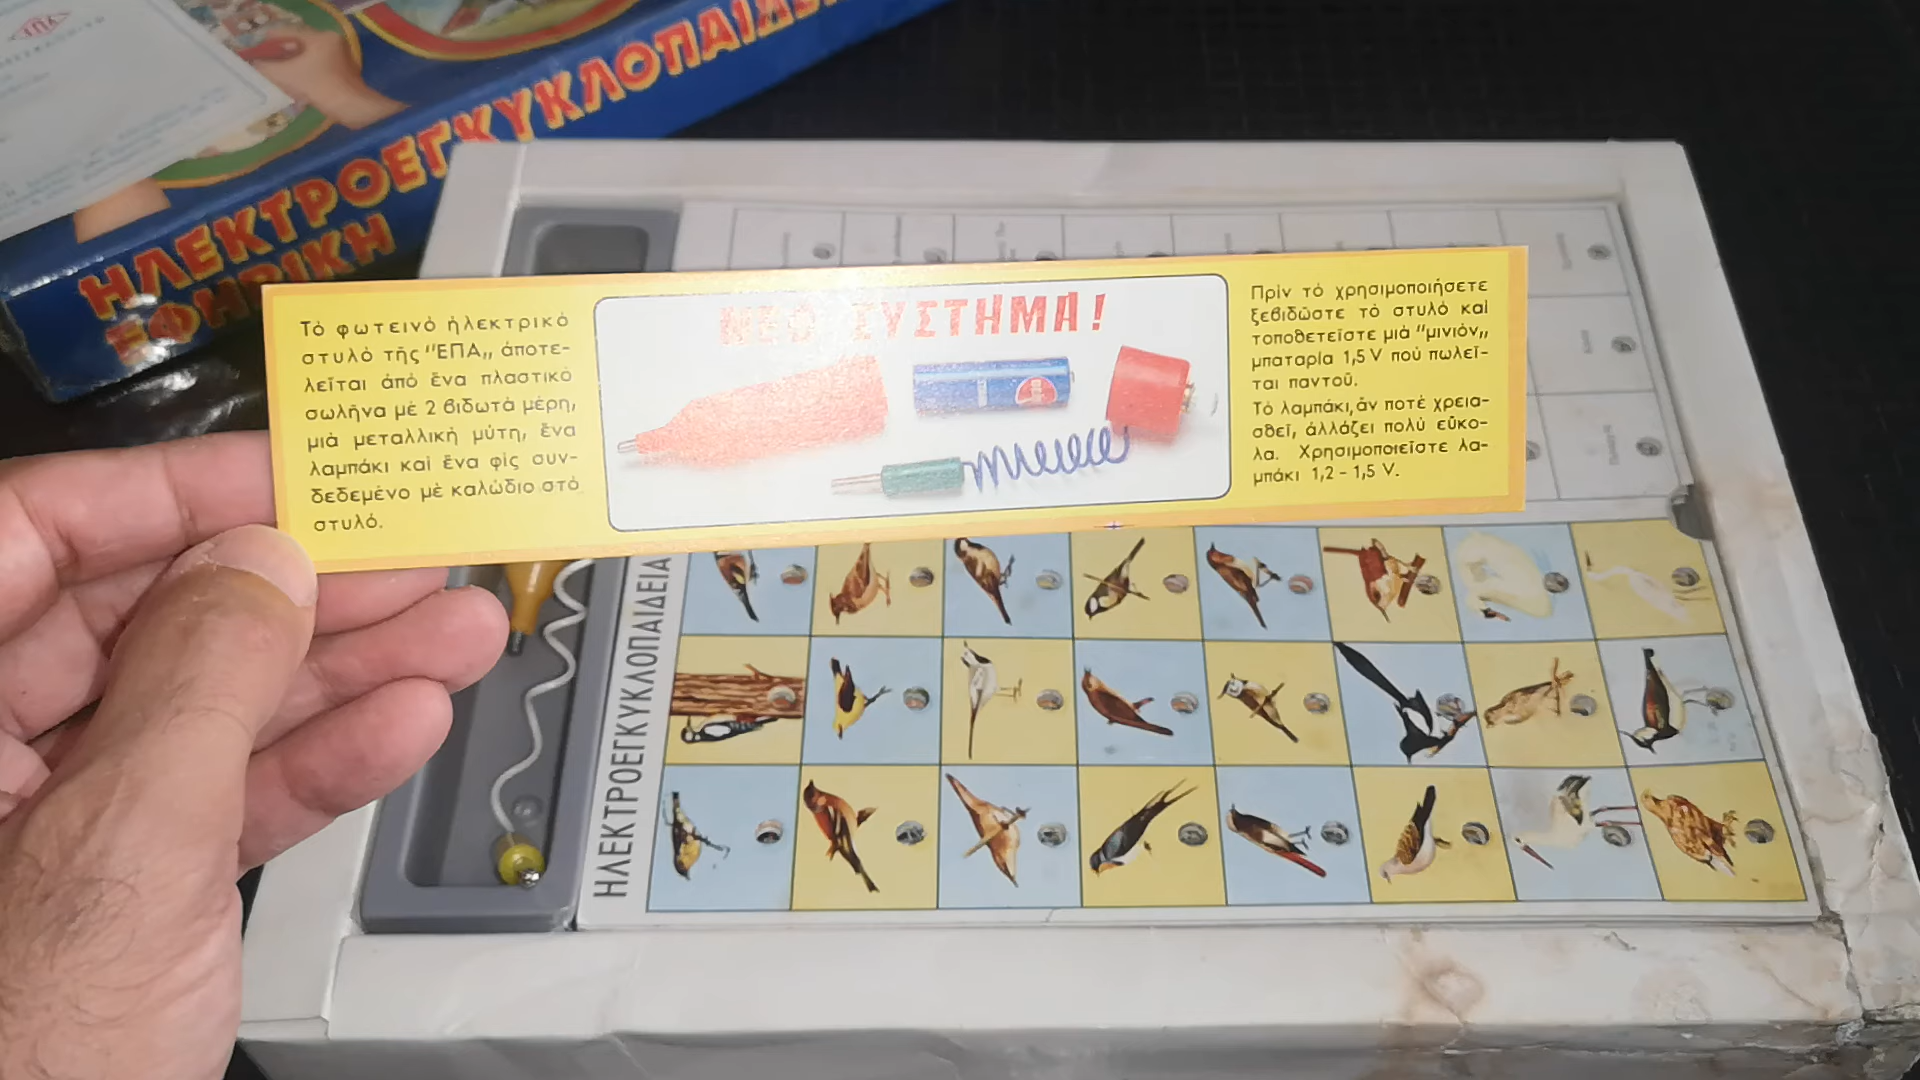 ΕΠΑ
ΗΛΕΚΤΡΟΕΓΚΥΚΛΟΠΑΙΔΕΙ
ΕΦΗΒΙΚΗ
Τό φωτεινό ἠλεκτρικό
στυλό τῆς "ΕΠΑ,, ἀποτε-
λεῖται ἀπό ἕνα πλαστικό
σωλῆνα μέ 2 βιδωτά μέρη,
μιά μεταλλική μύτη, ἕνα
λαμπάκι καί ἕνα φίς συν-
δεδεμένο μέ καλώδιο στό
στυλό.
ΝΕΟ ΣΥΣΤΗΜΑ!
Πρίν τό χρησιμοποιήσετε
ξεβιδῶστε τό στυλό καί
τοποθετεῖστε μιά "μινιόν,,
μπαταρία 1,5 V πού πωλεῖ-
ται παντοῦ.
Τό λαμπάκι, ἄν ποτέ χρεια-
σθεῖ, ἀλλάζει πολύ εὔκο-
λα. Χρησιμοποιεῖστε λα-
μπάκι 1,2 - 1,5 V.
ΗΛΕΚΤΡΟΕΓΚΥΚΛΟΠΑΙΔΕΙΑ